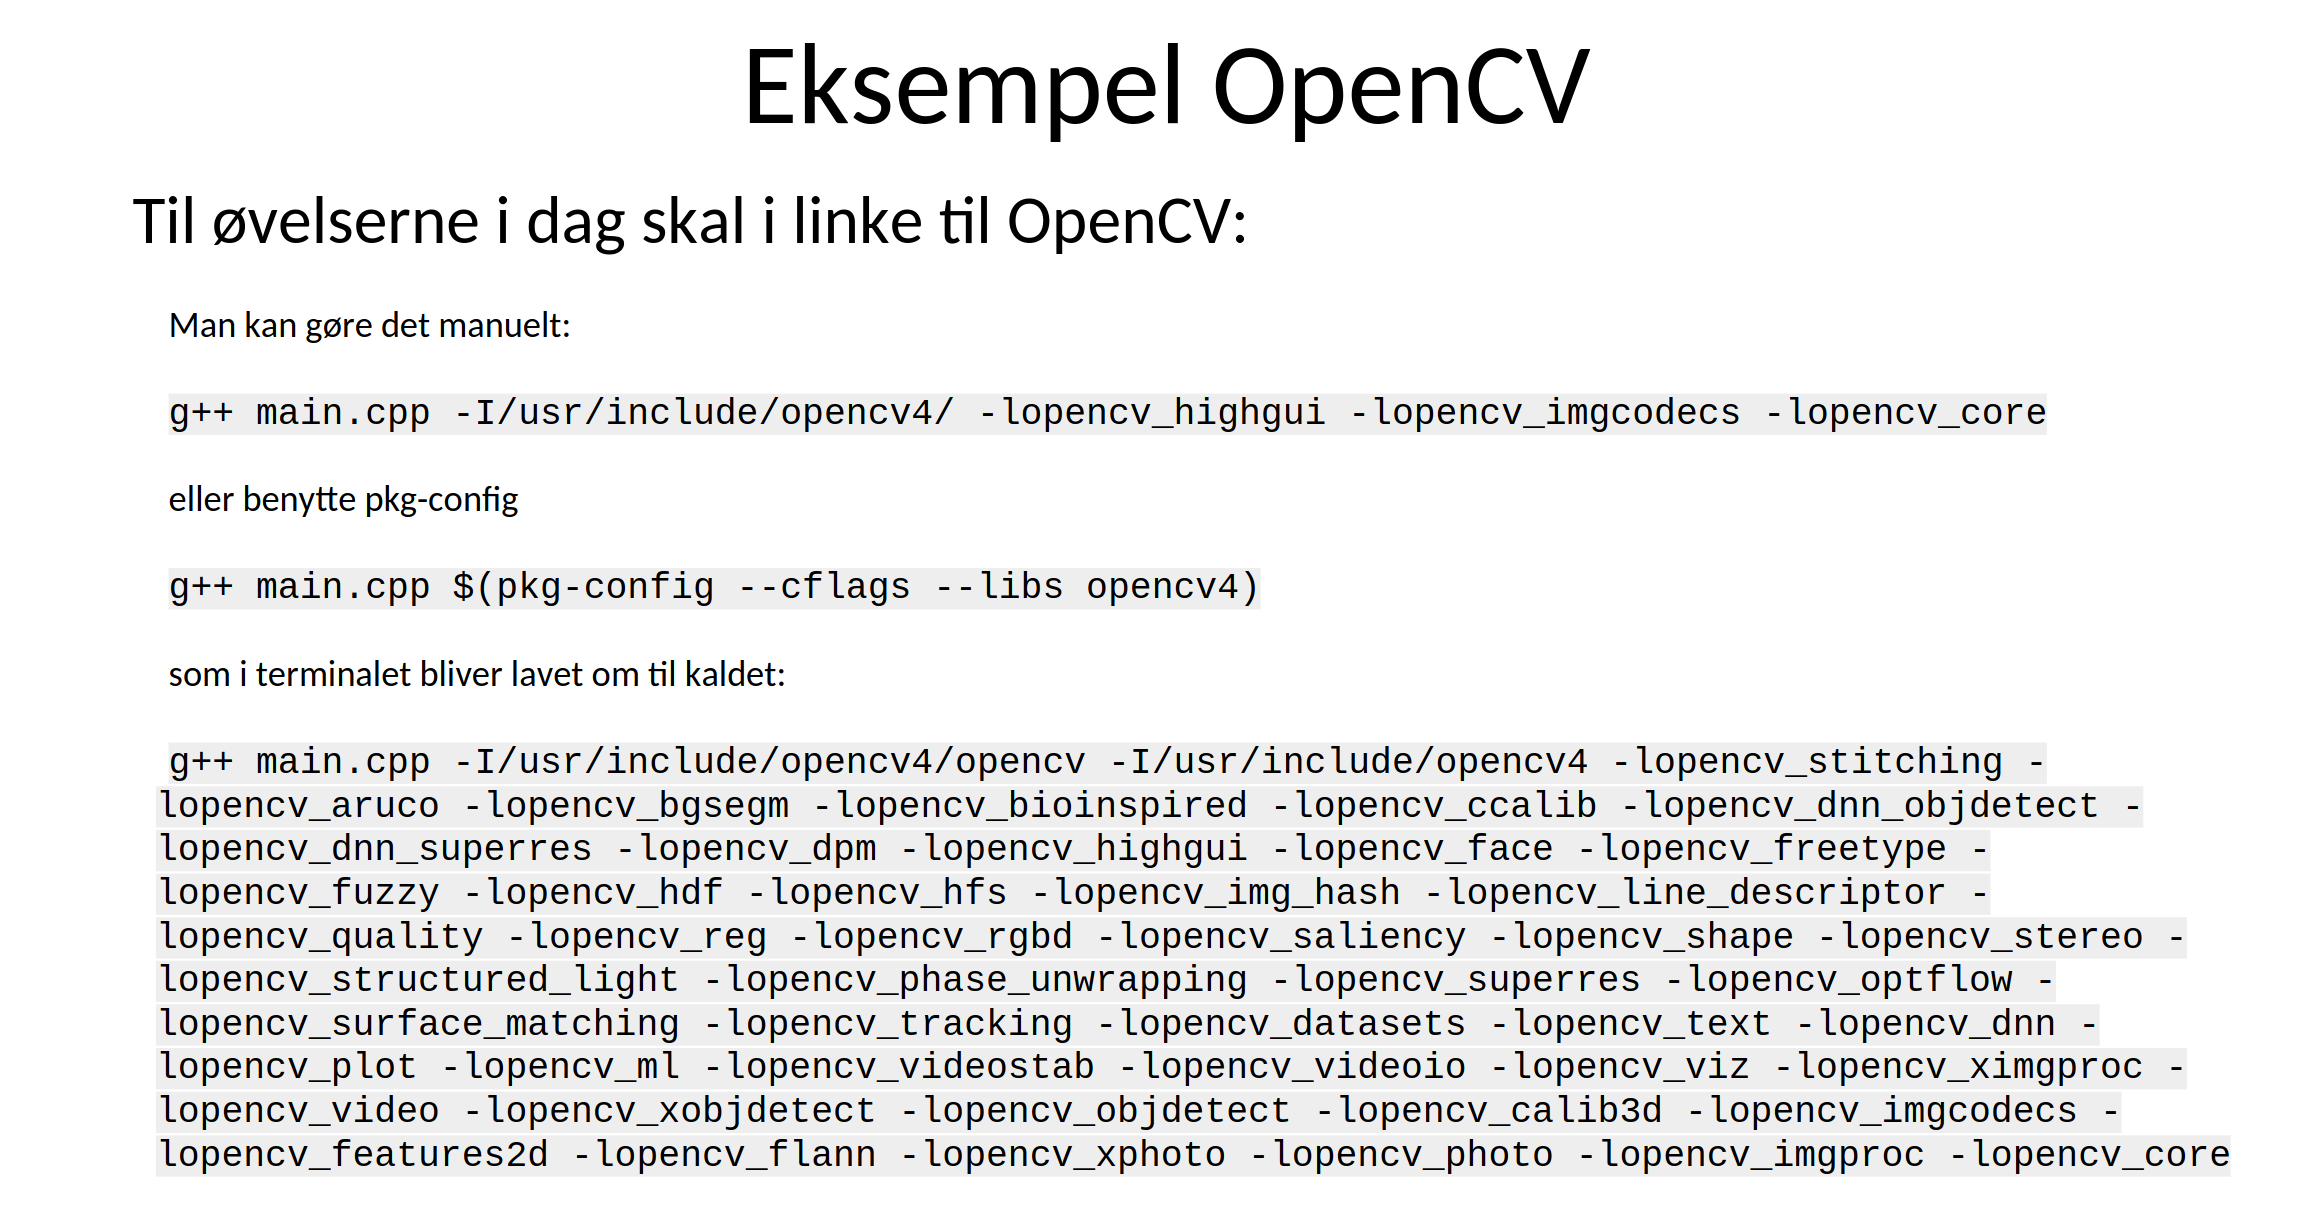 Eksempel OpenCV
Til øvelserne i dag skal i linke til OpenCV:
Man kan gøre det manuelt:
g++ main.cpp -I/usr/include/opencv4/ -lopencv_highgui -lopencv_imgcodecs -lopencv_core
eller benytte pkg-config
g++ main.cpp $(pkg-config --cflags --libs opencv4)
som i terminalet bliver lavet om til kaldet:
g++ main.cpp -I/usr/include/opencv4/opencv -I/usr/include/opencv4 -lopencv_stitching -
lopencv_aruco -lopencv_bgsegm -lopencv_bioinspired -lopencv_ccalib -lopencv_dnn_objdetect -
lopencv_dnn_superres -lopencv_dpm -lopencv_highgui -lopencv_face -lopencv_freetype -
lopencv_fuzzy -lopencv_hdf -lopencv_hfs -lopencv_img_hash -lopencv_line_descriptor -
lopencv_quality -lopencv_reg -lopencv_rgbd -lopencv_saliency -lopencv_shape -lopencv_stereo -
lopencv_structured_light -lopencv_phase_unwrapping -lopencv_superres -lopencv_optflow -
lopencv_surface_matching -lopencv_tracking -lopencv_datasets -lopencv_text -lopencv_dnn -
lopencv_plot -lopencv_ml -lopencv_videostab -lopencv_videoio -lopencv_viz -lopencv_ximgproc -
lopencv_video -lopencv_xobjdetect -lopencv_objdetect -lopencv_calib3d -lopencv_imgcodecs -
lopencv_features2d -lopencv_flann -lopencv_xphoto -lopencv_photo -lopencv_imgproc -lopencv_core